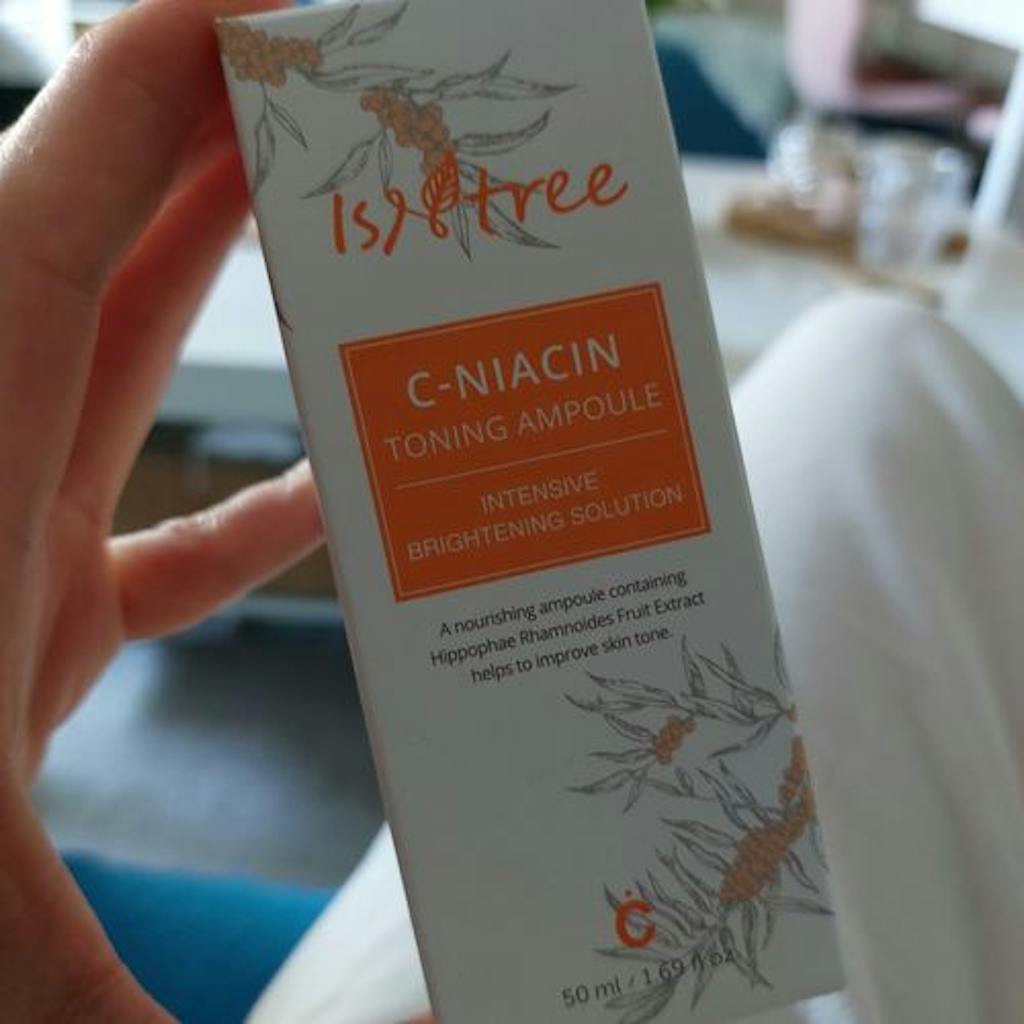 Isntree
C-NIACIN
TONING AMPOULE
INTENSIVE
BRIGHTENING SOLUTION
A nourishing ampoule containing
Hippophae Rhamnoides Fruit Extract
helps to improve skin tone.
Ċ
50 ml / 1.69 fl oz